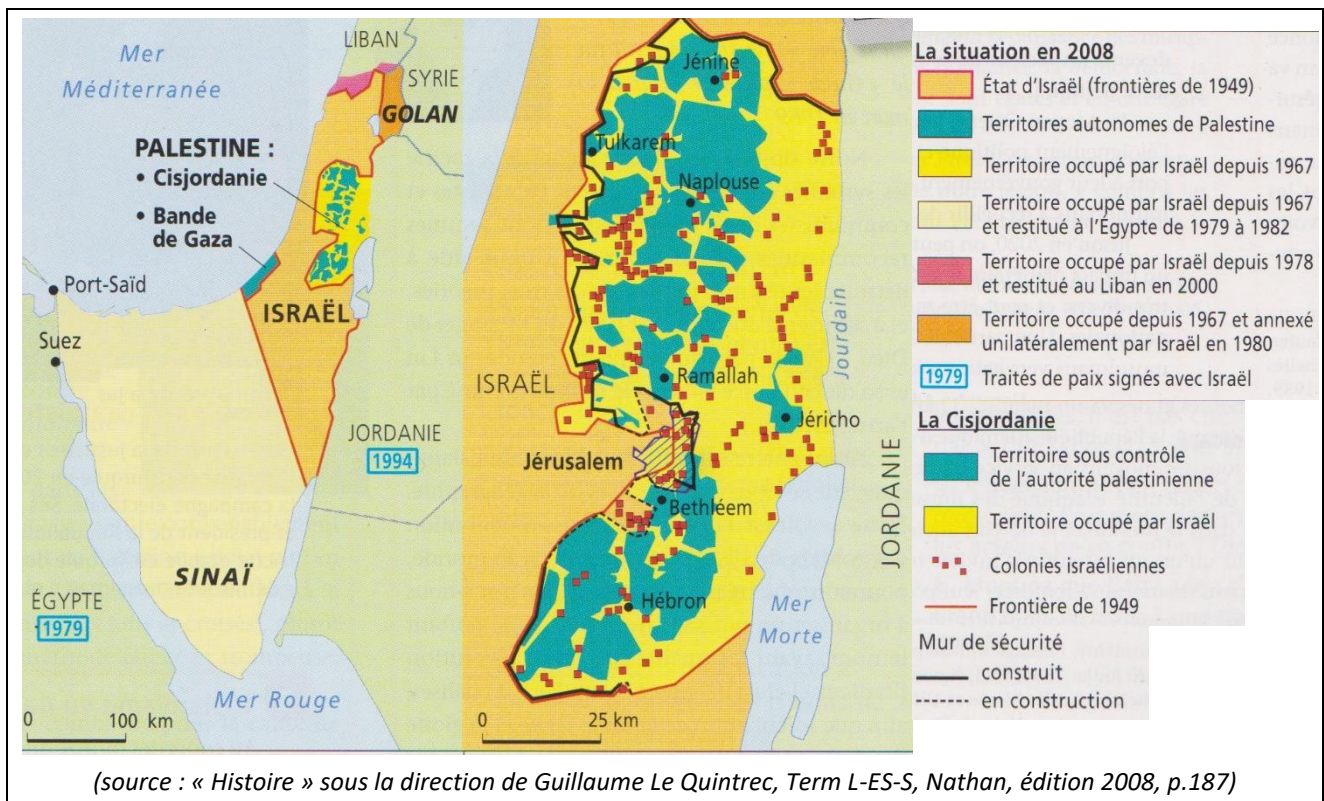 Mer
Méditerranée
LIBAN
SYRIE
GOLAN
PALESTINE :
• Cisjordanie
• Bande
de Gaza
Port-Saïd
Suez
ISRAËL
JORDANIE
1994
SINAÏ
ÉGYPTE
1979
Mer Rouge
0 100 km
Jénine
Tulkarem
Naplouse
Jourdain
ISRAËL
Ramallah
Jéricho
Jérusalem
Bethléem
JORDANIE
Hébron
Mer
Morte
0 25 km
La situation en 2008
État d'Israël (frontières de 1949)
Territoires autonomes de Palestine
Territoire occupé par Israël depuis 1967
Territoire occupé par Israël depuis 1967
et restitué à l'Égypte de 1979 à 1982
Territoire occupé par Israël depuis 1978
et restitué au Liban en 2000
Territoire occupé depuis 1967 et annexé
unilatéralement par Israël en 1980
1979 Traités de paix signés avec Israël
La Cisjordanie
Territoire sous contrôle
de l'autorité palestinienne
Territoire occupé par Israël
Colonies israéliennes
Frontière de 1949
Mur de sécurité
construit
en construction
(source : « Histoire » sous la direction de Guillaume Le Quintrec, Term L-ES-S, Nathan, édition 2008, p.187)